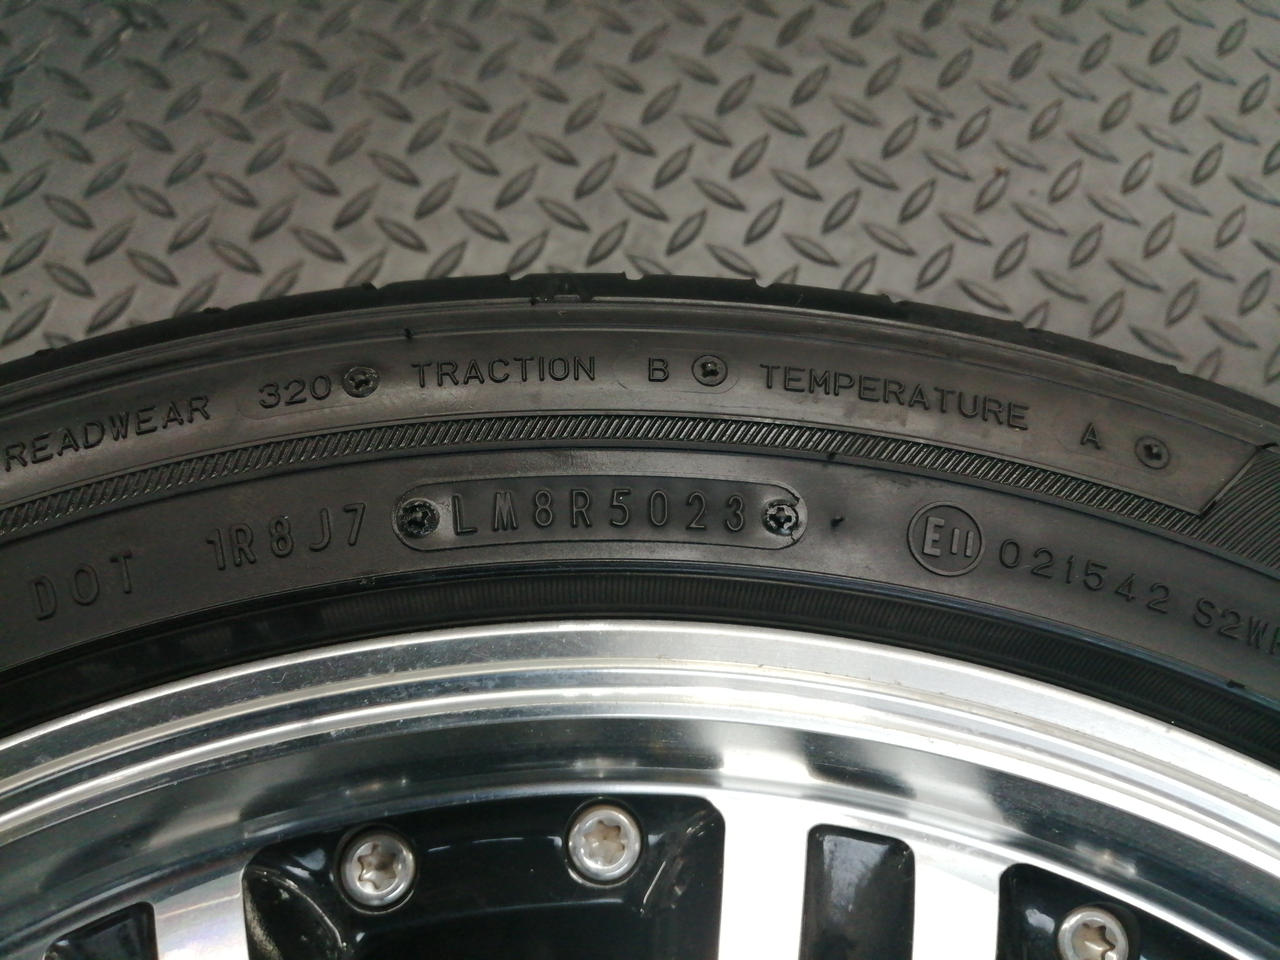 READWEAR 320 TRACTION B TEMPERATURE A
DOT 1R8J7 LM8R5023 E11 021542